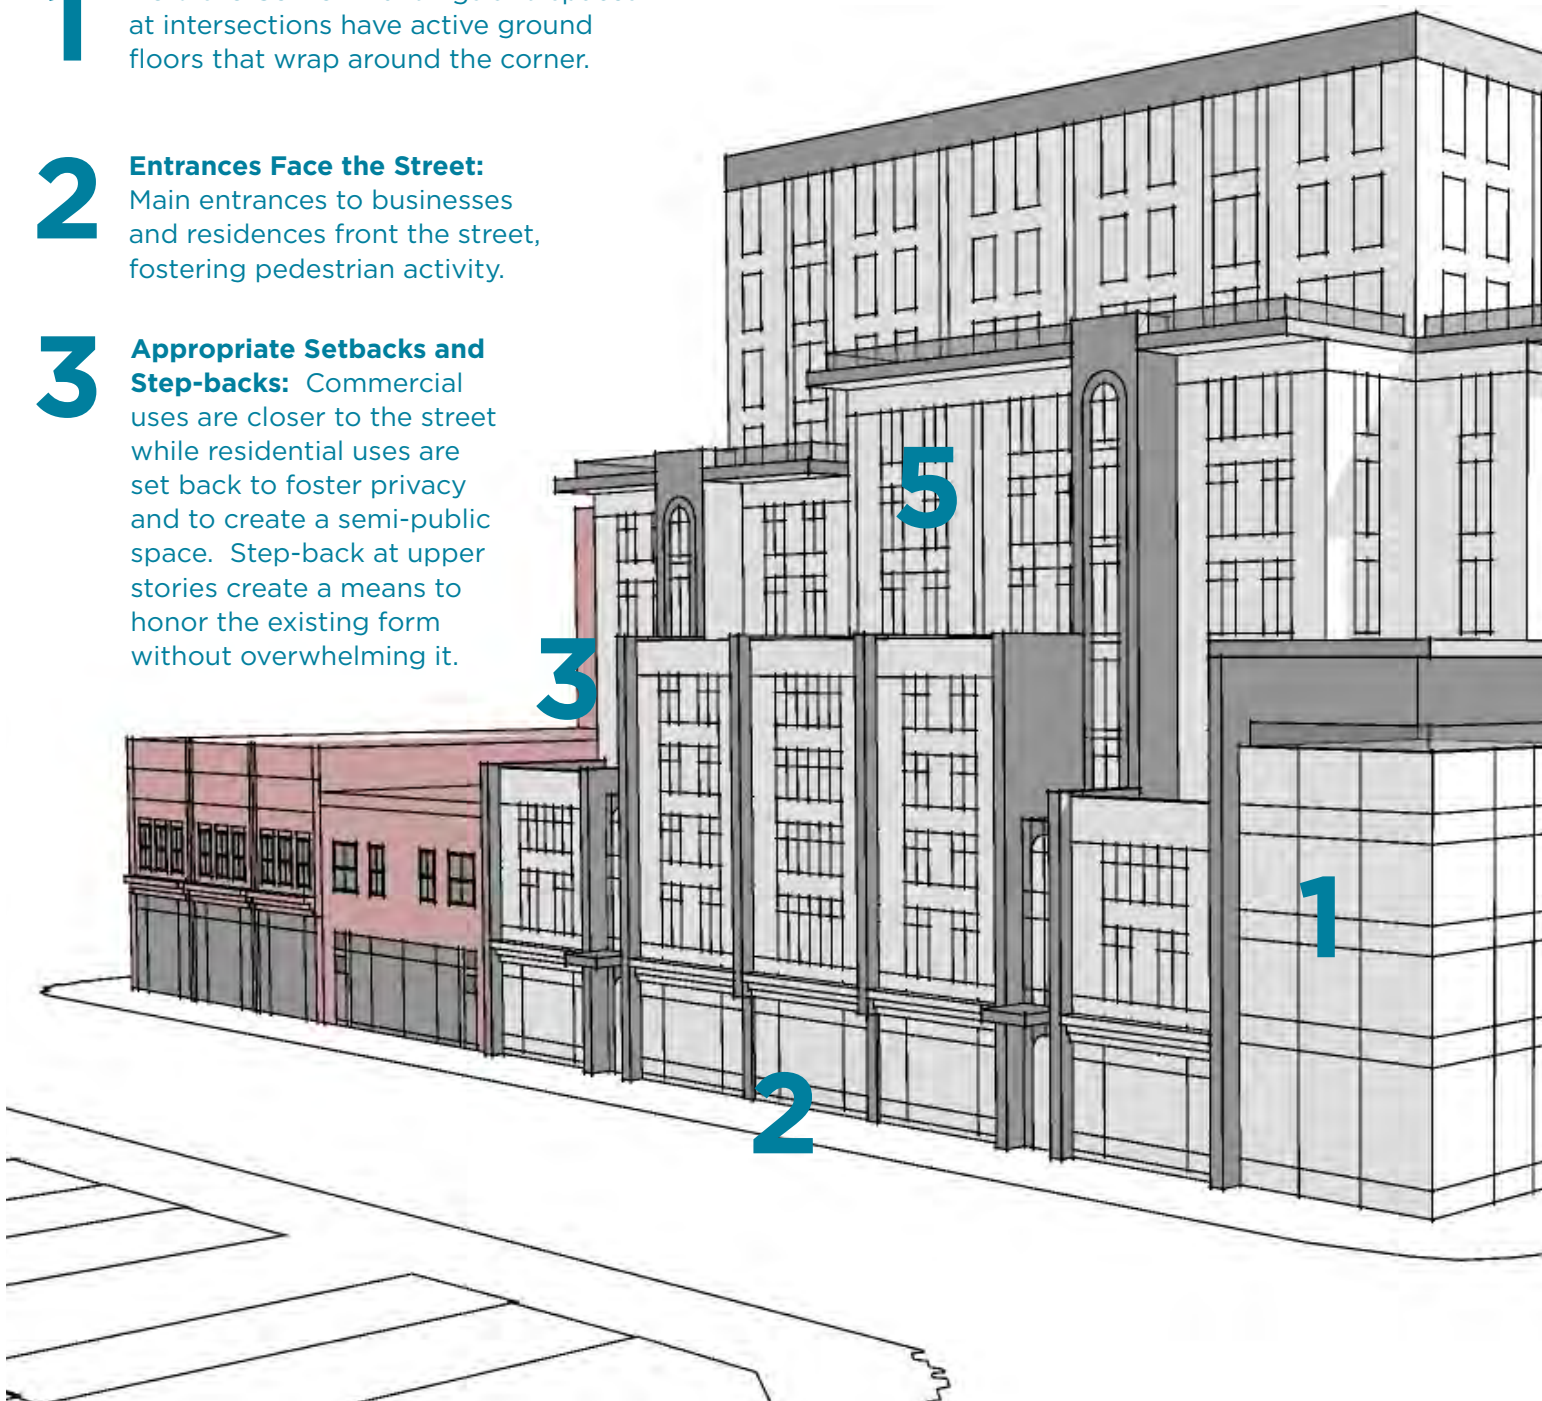 1
at intersections have active ground
floors that wrap around the corner.
2
Entrances Face the Street:
Main entrances to businesses
and residences front the street,
fostering pedestrian activity.
3
Appropriate Setbacks and
Step-backs: Commercial
uses are closer to the street
while residential uses are
set back to foster privacy
and to create a semi-public
space. Step-back at upper
stories create a means to
honor the existing form
without overwhelming it.
5
3
1
2